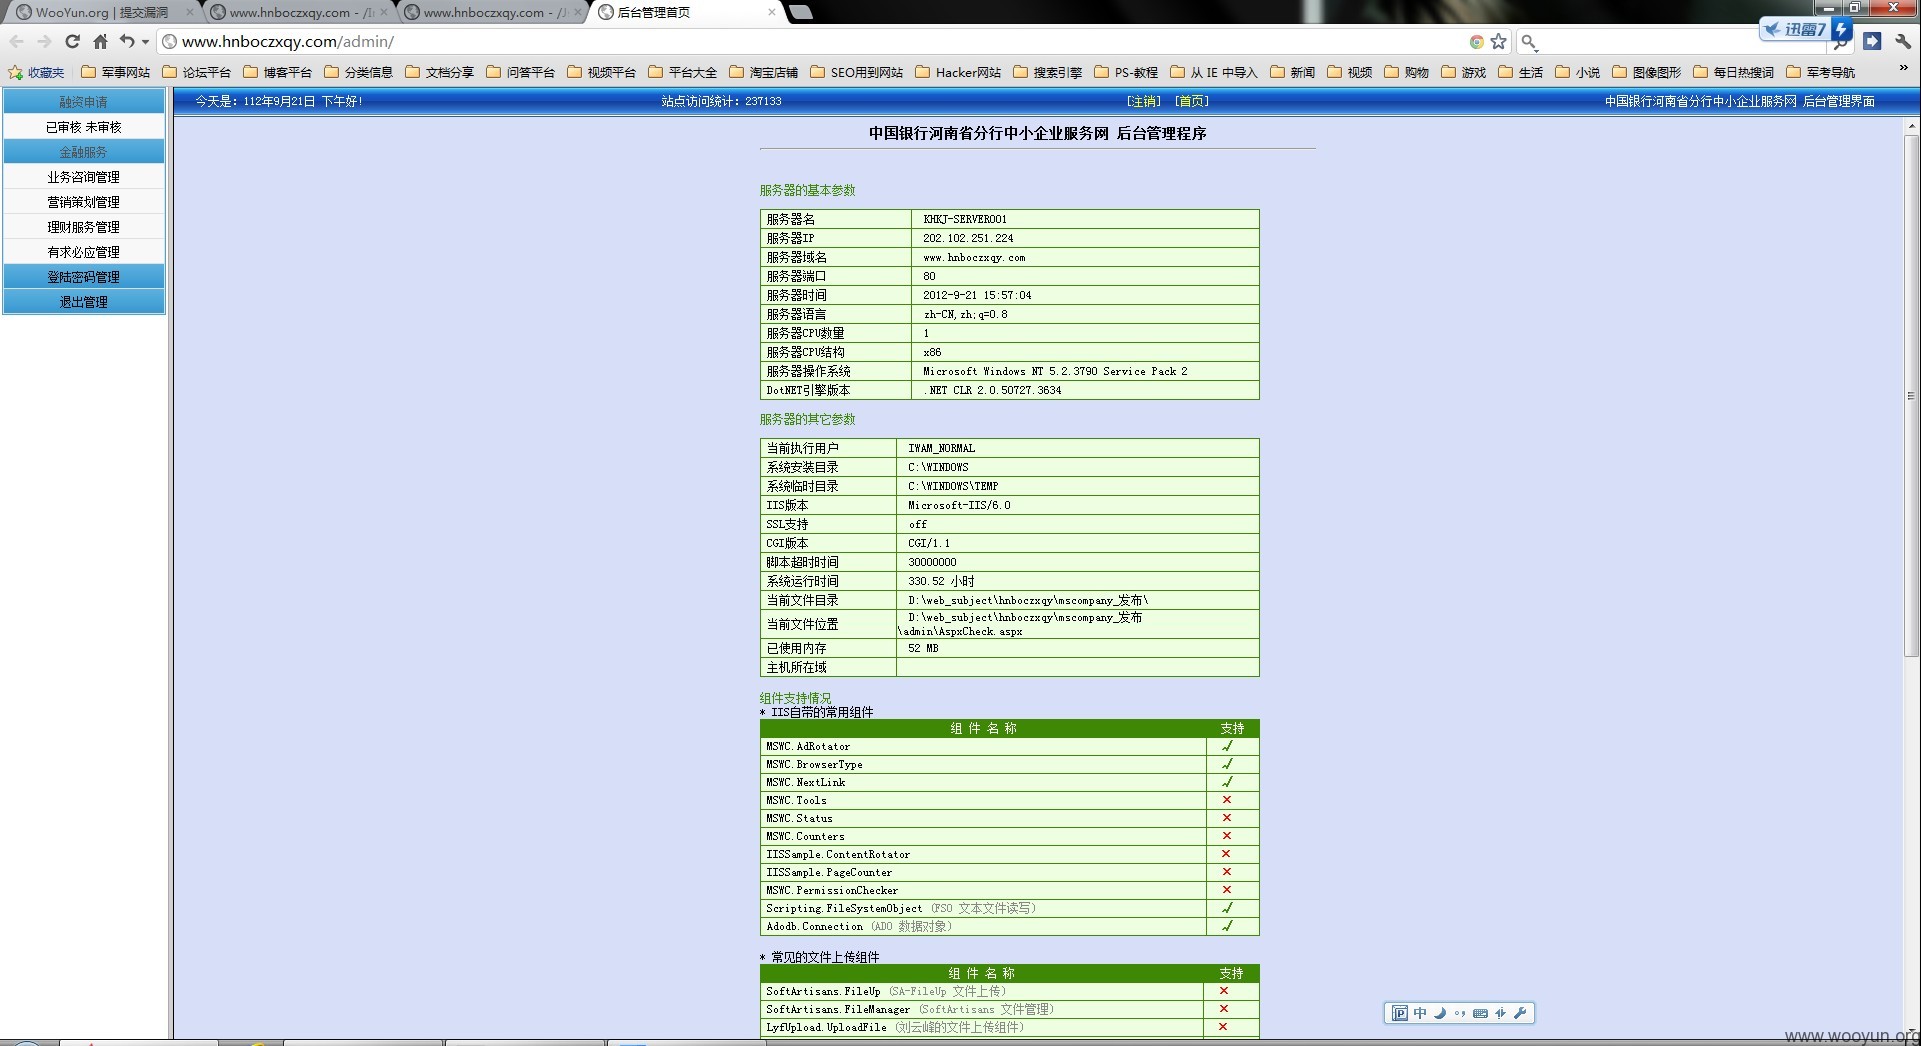 WooYun.org | 提交漏洞
www.hnboczxqy.com - /I
www.hnboczxqy.com - /J
后台管理首页
www.hnboczxqy.com/admin/
迅雷7
收藏夹 军事网站 论坛平台 博客平台 分类信息 文档分享 问答平台 视频平台 平台大全 淘宝店铺 SEO用到网站 Hacker网站 搜索引擎 PS-教程 从 IE 中导入 新闻 视频 购物 游戏 生活 小说 图像图形 每日热搜词 军考导航 »
融资申请
已审核 未审核
金融服务
业务咨询管理
营销策划管理
理财服务管理
有求必应管理
登陆密码管理
退出管理
今天是：112年9月21日 下午好！ 站点访问统计：237133 [注销] [首页] 中国银行河南省分行中小企业服务网 后台管理界面
中国银行河南省分行中小企业服务网 后台管理程序
服务器的基本参数
服务器名 KHKJ-SERVER001
服务器IP 202.102.251.224
服务器域名 www.hnboczxqy.com
服务器端口 80
服务器时间 2012-9-21 15:57:04
服务器语言 zh-CN,zh;q=0.8
服务器CPU数量 1
服务器CPU结构 x86
服务器操作系统 Microsoft Windows NT 5.2.3790 Service Pack 2
DotNET引擎版本 .NET CLR 2.0.50727.3634
服务器的其它参数
当前执行用户 IWAM_NORMAL
系统安装目录 C:\WINDOWS
系统临时目录 C:\WINDOWS\TEMP
IIS版本 Microsoft-IIS/6.0
SSL支持 off
CGI版本 CGI/1.1
脚本超时时间 30000000
系统运行时间 330.52 小时
当前文件目录 D:\web_subject\hnboczxqy\mscompany_发布\
当前文件位置 D:\web_subject\hnboczxqy\mscompany_发布
\admin\AspxCheck.aspx
已使用内存 52 MB
主机所在域
组件支持情况
* IIS自带的常用组件
组 件 名 称 支持
MSWC.AdRotator √
MSWC.BrowserType √
MSWC.NextLink √
MSWC.Tools ×
MSWC.Status ×
MSWC.Counters ×
IISSample.ContentRotator ×
IISSample.PageCounter ×
MSWC.PermissionChecker ×
Scripting.FileSystemObject (FSO 文本文件读写) √
Adodb.Connection (ADO 数据对象) √
* 常见的文件上传组件
组 件 名 称 支持
SoftArtisans.FileUp (SA-FileUp 文件上传) ×
SoftArtisans.FileManager (SoftArtisans 文件管理) ×
LyfUpload.UploadFile (刘云峰的文件上传组件) ×
中
www.wooyun.org